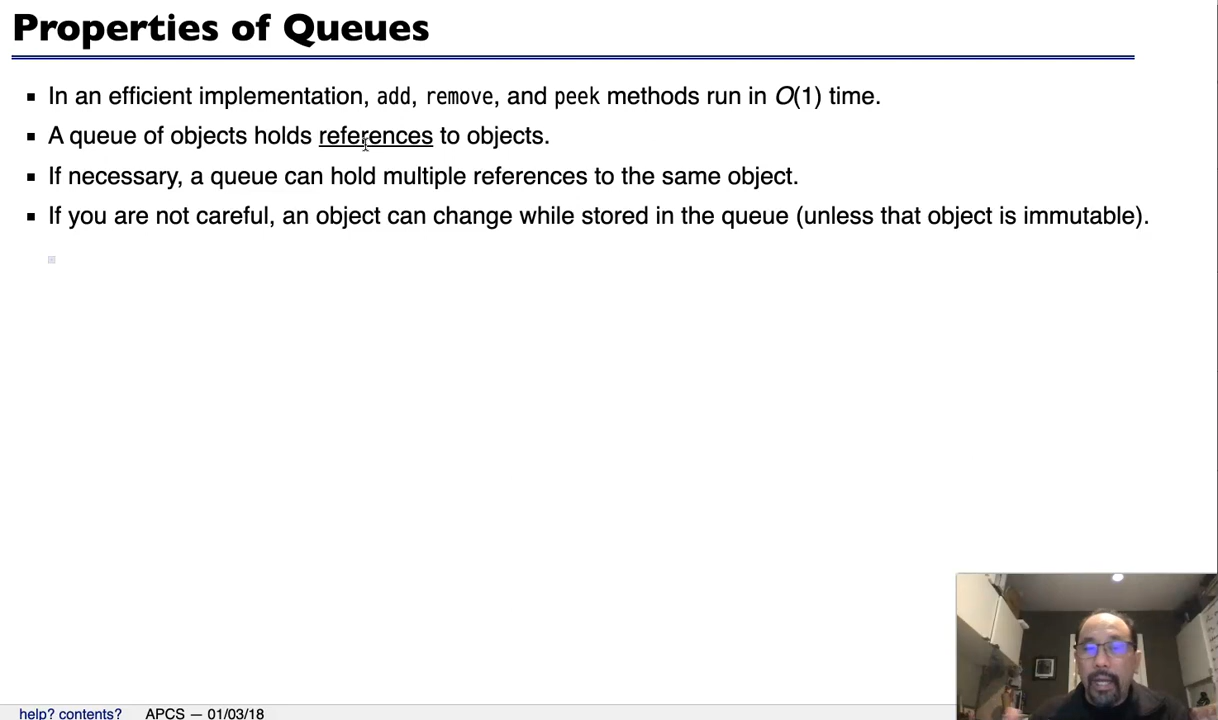 Properties of Queues
In an efficient implementation, add, remove, and peek methods run in O(1) time.
A queue of objects holds references to objects.
If necessary, a queue can hold multiple references to the same object.
If you are not careful, an object can change while stored in the queue (unless that object is immutable).
help? contents? APCS — 01/03/18